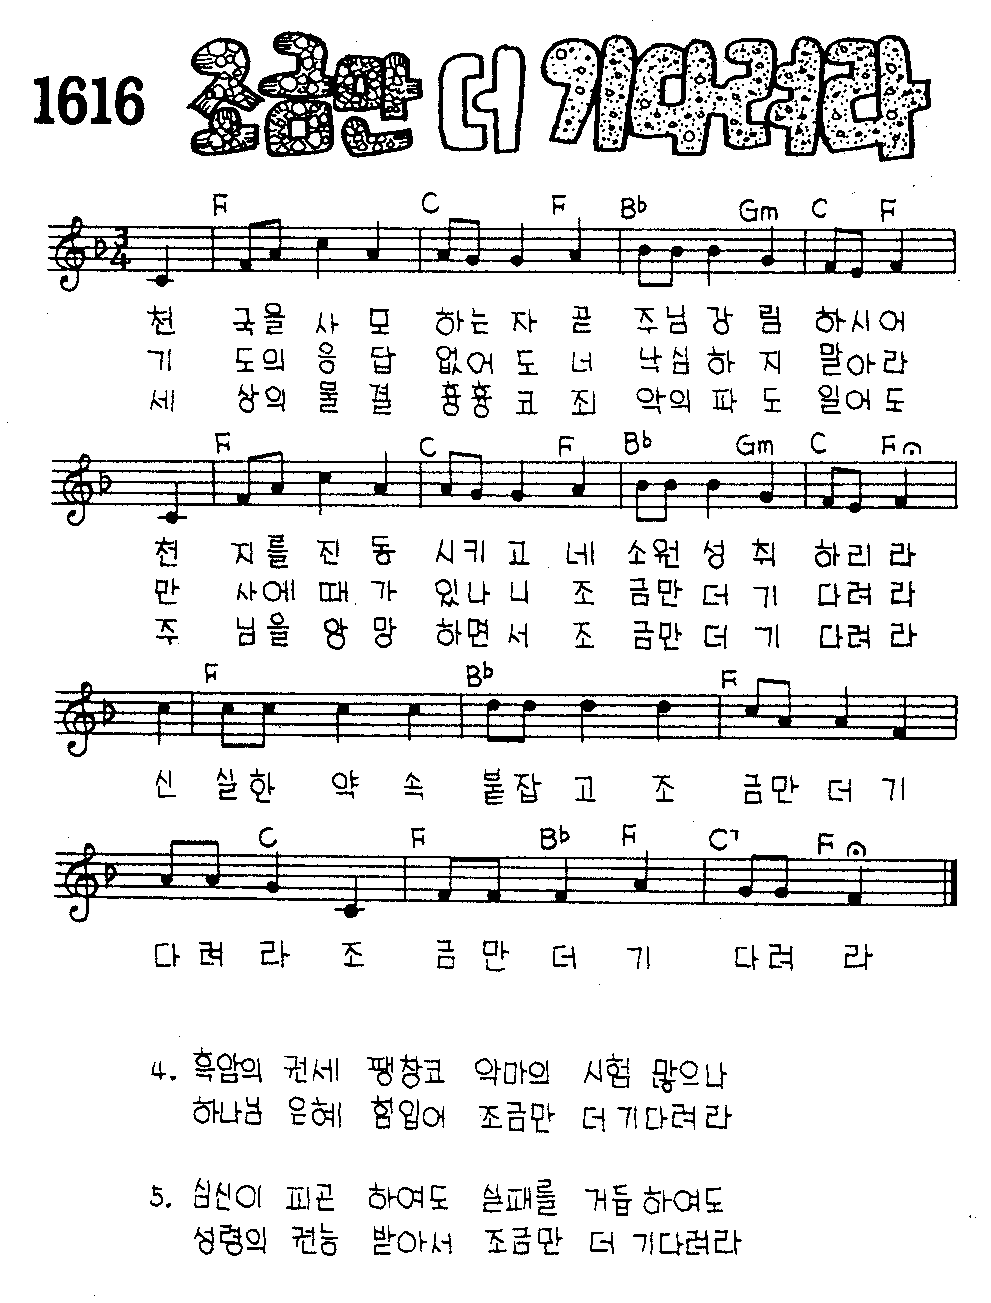 1616 조금만 더 기다려라
F C F B♭ Gm C F
3/4
천 국을 사 모 하는 자 끝 주님 강 림 하시어
기 도의 응 답 없어 도 너 낙심 하 지 말아라
세 상의 물 결 흉흉 코 죄 악의 파 도 일어도
F C F B♭ Gm C F
천 지를 진 동 시키 고 네 소원 성 취 하리 라
만 사에 때 가 있나 니 조 금만 더 기 다려 라
주 님을 앙 망 하면 서 조 금만 더 기 다려 라
F B♭ F
신 실한 약 속 붙잡 고 조 금만 더 기
C F B♭ F C7 F
다려 라 조 금 만 더 기 다려 라
4. 흑암의 권세 팽창코 악마의 시험 많으나
하나님 은혜 힘입어 조금만 더 기다려라
5. 심신이 피곤 하여도 실패를 거듭 하여도
성령의 권능 받아서 조금만 더 기다려라